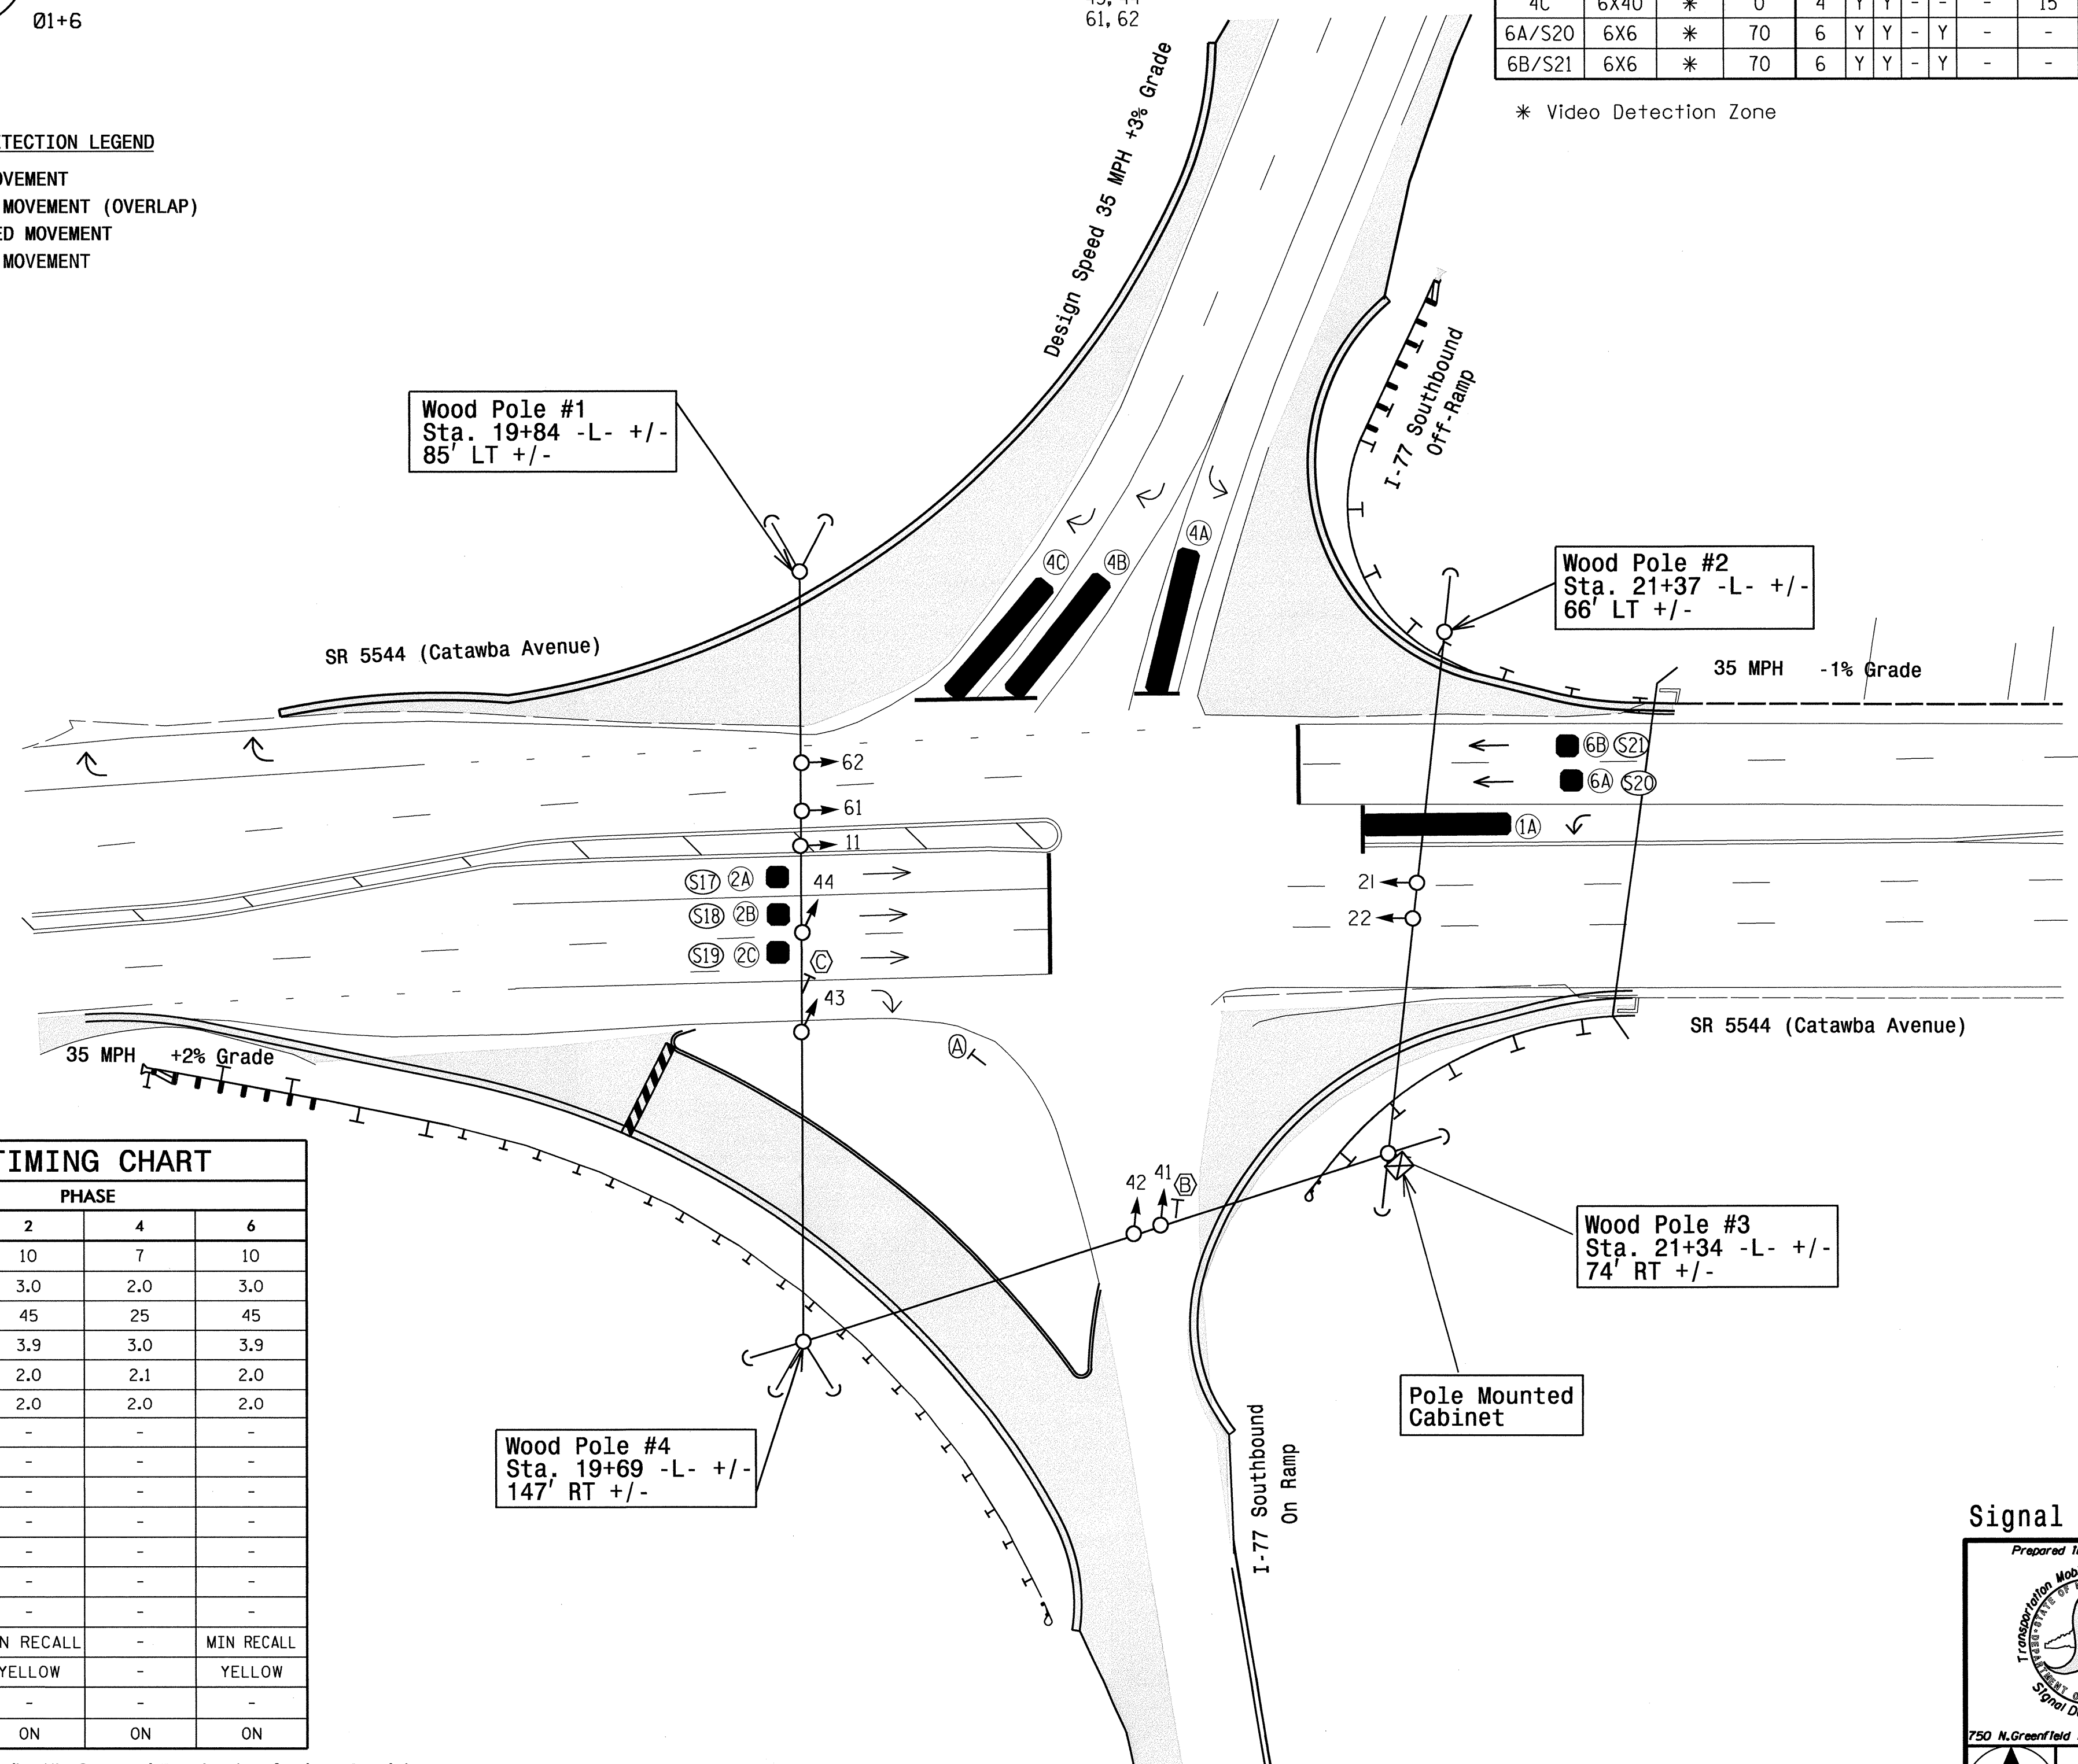 Ø1+6
61, 62
4C 6X40 * 0 4 Y Y - - - 15
6A/S20 6X6 * 70 6 Y Y - Y - -
6B/S21 6X6 * 70 6 Y Y - Y - -
* Video Detection Zone
ETECTION LEGEND
OVEMENT
MOVEMENT (OVERLAP)
ED MOVEMENT
MOVEMENT
Design Speed 35 MPH +3% Grade
I-77 Southbound
Off-Ramp
Wood Pole #1
Sta. 19+84 -L- +/-
85' LT +/-
4C
4B
4A
Wood Pole #2
Sta. 21+37 -L- +/-
66' LT +/-
SR 5544 (Catawba Avenue)
35 MPH -1% Grade
62
6B S21
61
6A S20
11
1A
S17 2A
44
21
S18 2B
22
S19 2C
C
43
A
35 MPH +2% Grade
SR 5544 (Catawba Avenue)
42 41 B
Wood Pole #3
Sta. 21+34 -L- +/-
74' RT +/-
Pole Mounted
Cabinet
Wood Pole #4
Sta. 19+69 -L- +/-
147' RT +/-
I-77 Southbound
On Ramp
TIMING CHART
PHASE
2 4 6
10 7 10
3.0 2.0 3.0
45 25 45
3.9 3.0 3.9
2.0 2.1 2.0
2.0 2.0 2.0
- - -
- - -
- - -
- - -
- - -
- - -
- - -
N RECALL - MIN RECALL
YELLOW - YELLOW
- - -
ON ON ON
Signal
Prepared
Transportation Mob
750 N.Greenfield